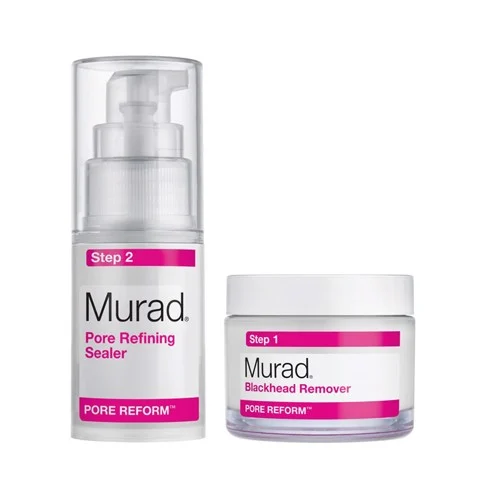 Step 2
Murad®
Pore Refining
Sealer
PORE REFORM™
Step 1
Murad®
Blackhead Remover
PORE REFORM™